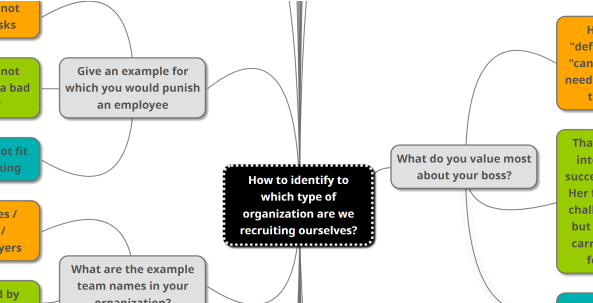 not
sks
not
a bad
ot fit
king
es /
/
yers
d by
Give an example for
which you would punish
an employee
What are the example
team names in your
organization?
How to identify to
which type of
organization are we
recruiting ourselves?
What do you value most
about your boss?
H
"def
"can
need
t
Tha
int
succe
Her f
chall
but
carr
f